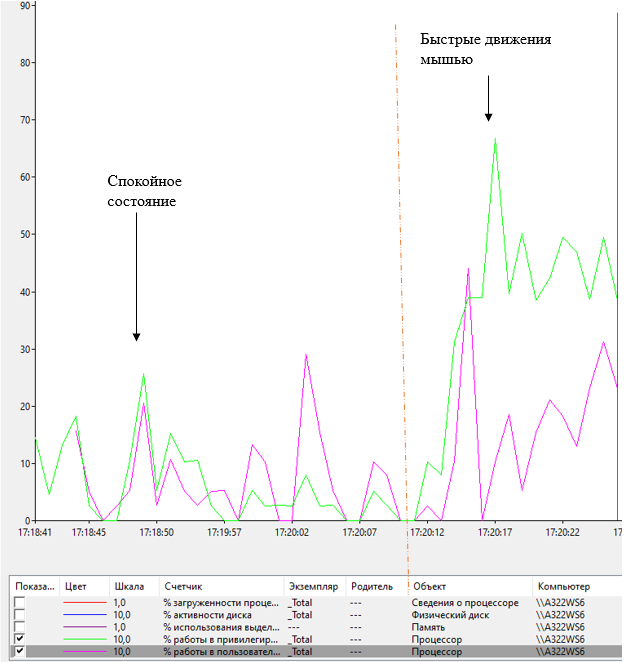 90
Быстрые движения
мышью
80
70
Спокойное
состояние
60
50
40
30
20
10
0
17:18:41 17:18:45 17:18:50 17:19:57 17:20:02 17:20:07 17:20:12 17:20:17 17:20:22 17:
Показа... Цвет Шкала Счетчик Экземпляр Родитель Объект Компьютер
1,0 % загруженности проце... _Total --- Сведения о процессоре \\A322WS6
10,0 % активности диска _Total --- Физический диск \\A322WS6
1,0 % использования выдел... --- --- Память \\A322WS6
10,0 % работы в привилегир... _Total --- Процессор \\A322WS6
10,0 % работы в пользовател... _Total --- Процессор \\A322WS6